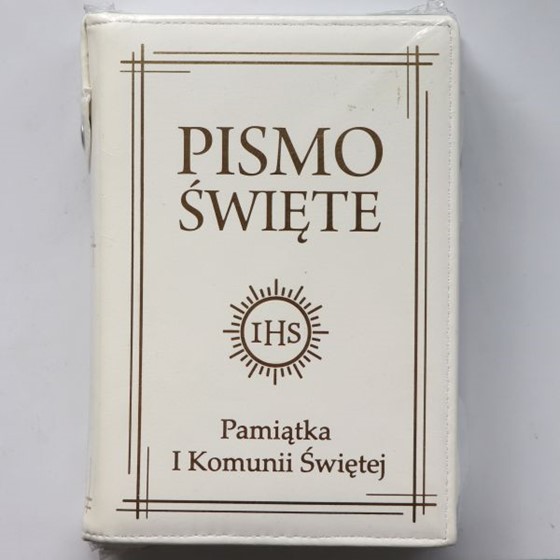 PISMO
ŚWIĘTE
IHS
Pamiątka
I Komunii Świętej